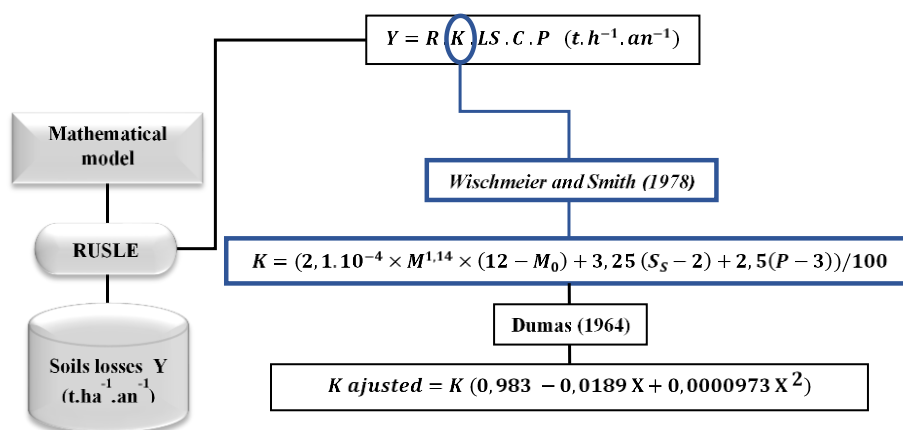 Y = R . K . LS . C . P (t. h⁻¹. an⁻¹)
Mathematical
model
Wischmeier and Smith (1978)
RUSLE
K = (2,1. 10⁻⁴ × M¹,¹⁴ × (12 − M₀) + 3,25 (S_S − 2) + 2,5(P − 3))/100
Dumas (1964)
Soils losses Y
(t.ha⁻¹.an⁻¹)
K ajusted = K (0,983 − 0,0189 X + 0,0000973 X²)